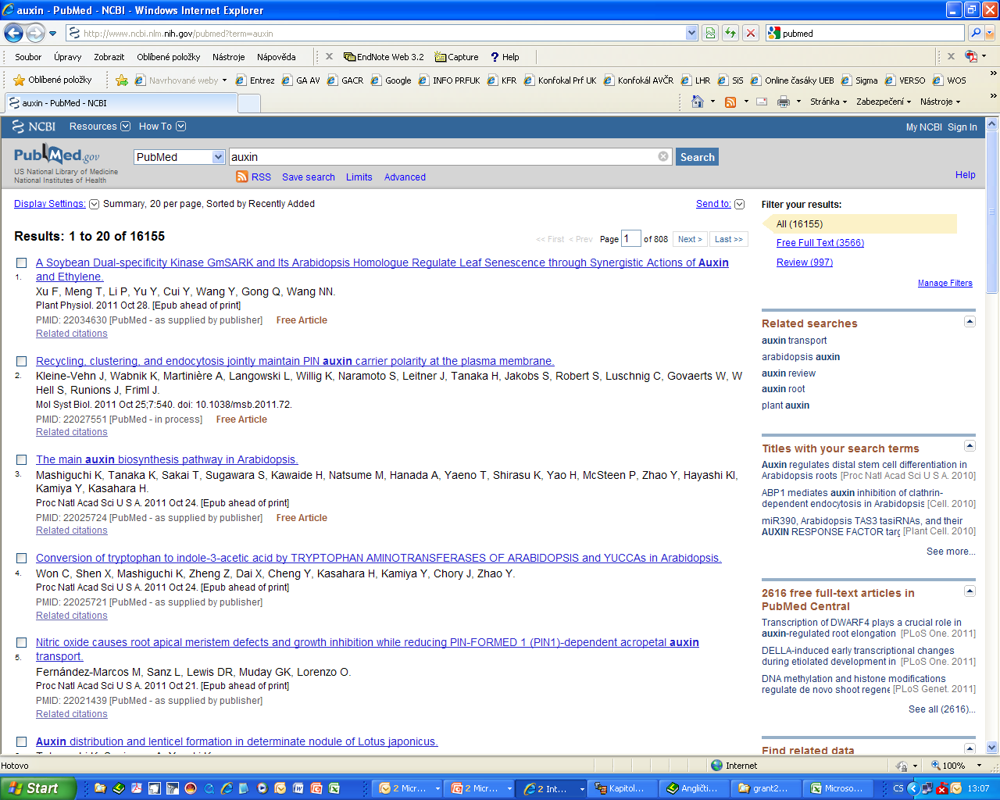 auxin - PubMed - NCBI - Windows Internet Explorer
http://www.ncbi.nlm.nih.gov/pubmed?term=auxin
pubmed
Soubor Úpravy Zobrazit Oblíbené položky Nástroje Nápověda
EndNote Web 3.2 Capture ? Help
Oblíbené položky Navrhované weby Entrez GA AV GACR Google INFO PRFUK KFR Konfokal Prf UK Konfokál AVČR LHR SiS Online časáky UEB Sigma VERSO WOS
auxin - PubMed - NCBI
Stránka Zabezpečení Nástroje
NCBI Resources How To
My NCBI Sign In
PubMed.gov
US National Library of Medicine
National Institutes of Health
PubMed
auxin
Search
RSS Save search Limits Advanced
Help
Display Settings: Summary, 20 per page, Sorted by Recently Added
Send to:
Results: 1 to 20 of 16155
<< First < Prev Page 1 of 808 Next > Last >>
A Soybean Dual-specificity Kinase GmSARK and Its Arabidopsis Homologue Regulate Leaf Senescence through Synergistic Actions of Auxin
1. and Ethylene.
Xu F, Meng T, Li P, Yu Y, Cui Y, Wang Y, Gong Q, Wang NN.
Plant Physiol. 2011 Oct 28. [Epub ahead of print]
PMID: 22034630 [PubMed - as supplied by publisher] Free Article
Related citations
Recycling, clustering, and endocytosis jointly maintain PIN auxin carrier polarity at the plasma membrane.
2. Kleine-Vehn J, Wabnik K, Martinière A, Langowski L, Willig K, Naramoto S, Leitner J, Tanaka H, Jakobs S, Robert S, Luschnig C, Govaerts W, W
Hell S, Runions J, Friml J.
Mol Syst Biol. 2011 Oct 25;7:540. doi: 10.1038/msb.2011.72.
PMID: 22027551 [PubMed - in process] Free Article
Related citations
The main auxin biosynthesis pathway in Arabidopsis.
3. Mashiguchi K, Tanaka K, Sakai T, Sugawara S, Kawaide H, Natsume M, Hanada A, Yaeno T, Shirasu K, Yao H, McSteen P, Zhao Y, Hayashi KI,
Kamiya Y, Kasahara H.
Proc Natl Acad Sci U S A. 2011 Oct 24. [Epub ahead of print]
PMID: 22025724 [PubMed - as supplied by publisher] Free Article
Related citations
Conversion of tryptophan to indole-3-acetic acid by TRYPTOPHAN AMINOTRANSFERASES OF ARABIDOPSIS and YUCCAs in Arabidopsis.
4. Won C, Shen X, Mashiguchi K, Zheng Z, Dai X, Cheng Y, Kasahara H, Kamiya Y, Chory J, Zhao Y.
Proc Natl Acad Sci U S A. 2011 Oct 24. [Epub ahead of print]
PMID: 22025721 [PubMed - as supplied by publisher]
Related citations
Nitric oxide causes root apical meristem defects and growth inhibition while reducing PIN-FORMED 1 (PIN1)-dependent acropetal auxin
5. transport.
Fernández-Marcos M, Sanz L, Lewis DR, Muday GK, Lorenzo O.
Proc Natl Acad Sci U S A. 2011 Oct 21. [Epub ahead of print]
PMID: 22021439 [PubMed - as supplied by publisher]
Related citations
Auxin distribution and lenticel formation in determinate nodule of Lotus japonicus.
Filter your results:
All (16155)
Free Full Text (3566)
Review (997)
Manage Filters
Related searches
auxin transport
arabidopsis auxin
auxin review
auxin root
plant auxin
Titles with your search terms
Auxin regulates distal stem cell differentiation in
Arabidopsis roots [Proc Natl Acad Sci U S A. 2010]
ABP1 mediates auxin inhibition of clathrin-
dependent endocytosis in Arabidopsis [Cell. 2010]
miR390, Arabidopsis TAS3 tasiRNAs, and their
AUXIN RESPONSE FACTOR targ [Plant Cell. 2010]
See more...
2616 free full-text articles in
PubMed Central
Transcription of DWARF4 plays a crucial role in
auxin-regulated root elongation [PLoS One. 2011]
DELLA-induced early transcriptional changes
during etiolated development in [PLoS One. 2011]
DNA methylation and histone modifications
regulate de novo shoot regene [PLoS Genet. 2011]
See all (2616)...
Find related data
Hotovo
Internet
100%
Start
2 Micr... 2 Micr... 2 Int... Kapitol... Angličti... grant2... Microso...
CS 13:07